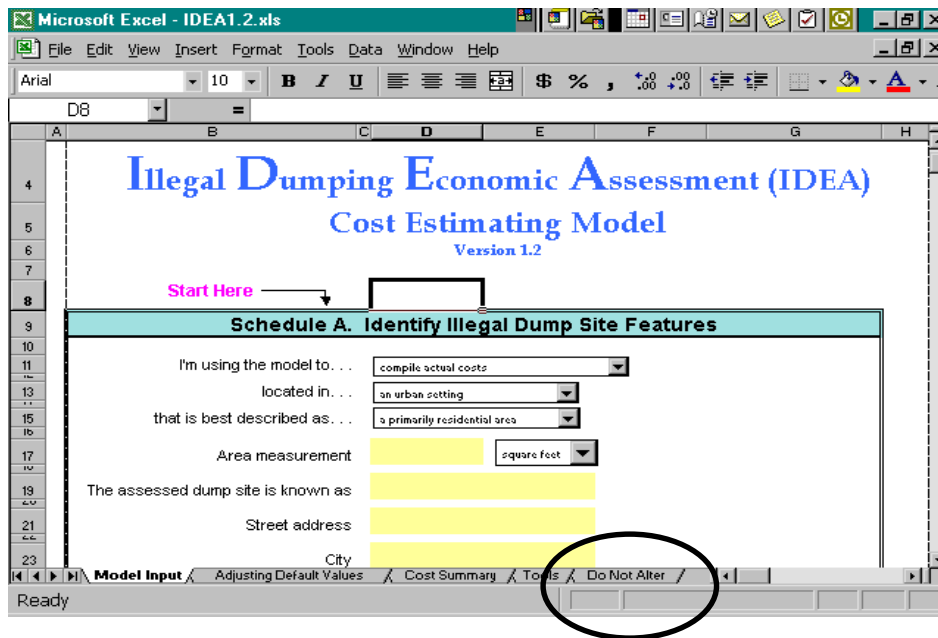 Microsoft Excel - IDEA1.2.xls
File Edit View Insert Format Tools Data Window Help
Arial 10 B I U $ % , .00 .00 A
D8 =
A B C D E F G H
4 Illegal Dumping Economic Assessment (IDEA)
5 Cost Estimating Model
6 Version 1.2
7
8 Start Here
9 Schedule A. Identify Illegal Dump Site Features
10
11 I'm using the model to. . . compile actual costs
13 located in. . . an urban setting
15 that is best described as. . . a primarily residential area
16
17 Area measurement square feet
19 The assessed dump site is known as
21 Street address
23 City
Model Input Adjusting Default Values Cost Summary Tools Do Not Alter
Ready